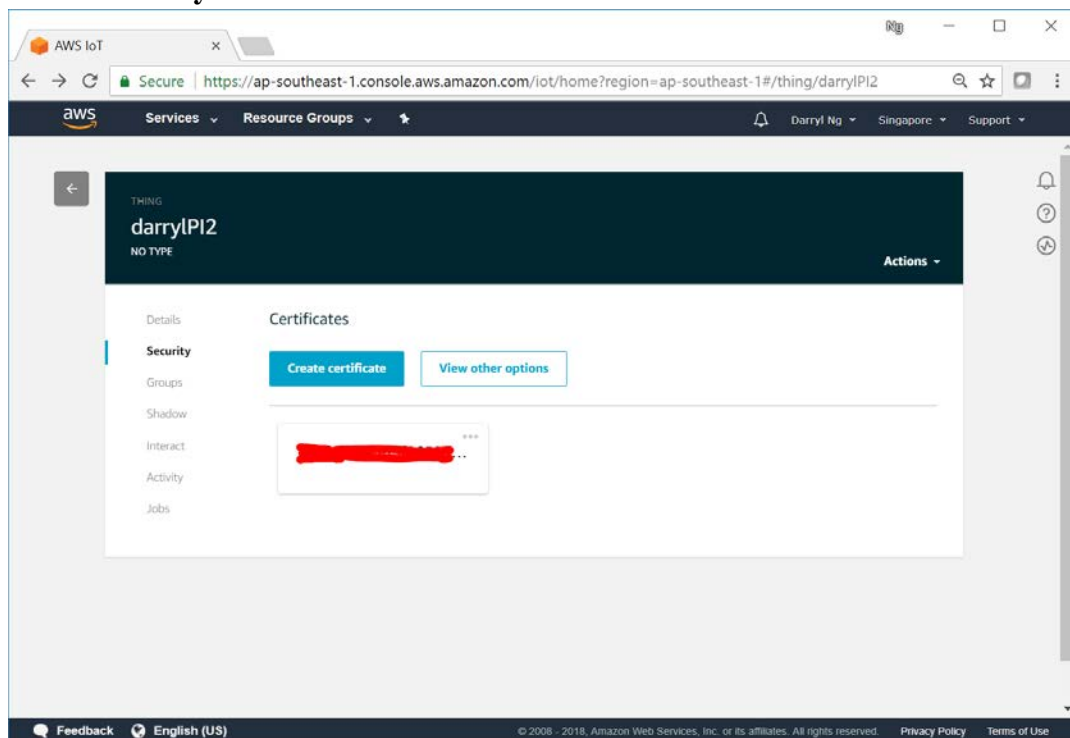 Ng
AWS IoT
Secure | https://ap-southeast-1.console.aws.amazon.com/iot/home?region=ap-southeast-1#/thing/darrylPI2
aws Services Resource Groups Darryl Ng Singapore Support
THING
darrylPI2
NO TYPE
Actions
Details
Security
Groups
Shadow
Interact
Activity
Jobs
Certificates
Create certificate View other options
...
Feedback English (US) © 2008 - 2018, Amazon Web Services, Inc. or its affiliates. All rights reserved. Privacy Policy Terms of Use